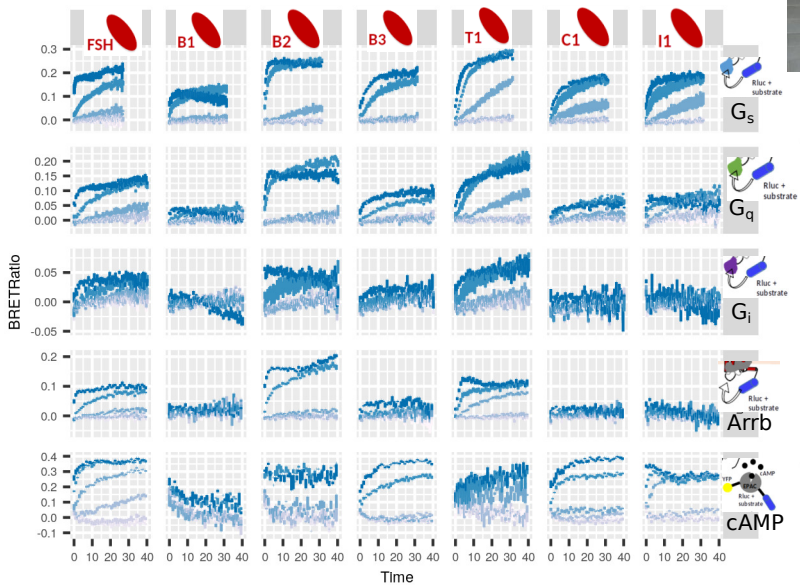 FSH B1 B2 B3 T1 C1 I1
0.3
0.2
0.1
0.0
Rluc +
substrate
Gs
0.20
0.15
0.10
0.05
0.00
Rluc +
substrate
Gq
BRETRatio
0.05
0.00
-0.05
Rluc +
substrate
Gi
0.2
0.1
0.0
Rluc +
substrate
Arrb
0.4
0.3
0.2
0.1
0.0
-0.1
YFP
EPAC
cAMP
Rluc +
substrate
cAMP
0 10 20 30 40 0 10 20 30 40 0 10 20 30 40 0 10 20 30 40 0 10 20 30 40 0 10 20 30 40 0 10 20 30 40
Time